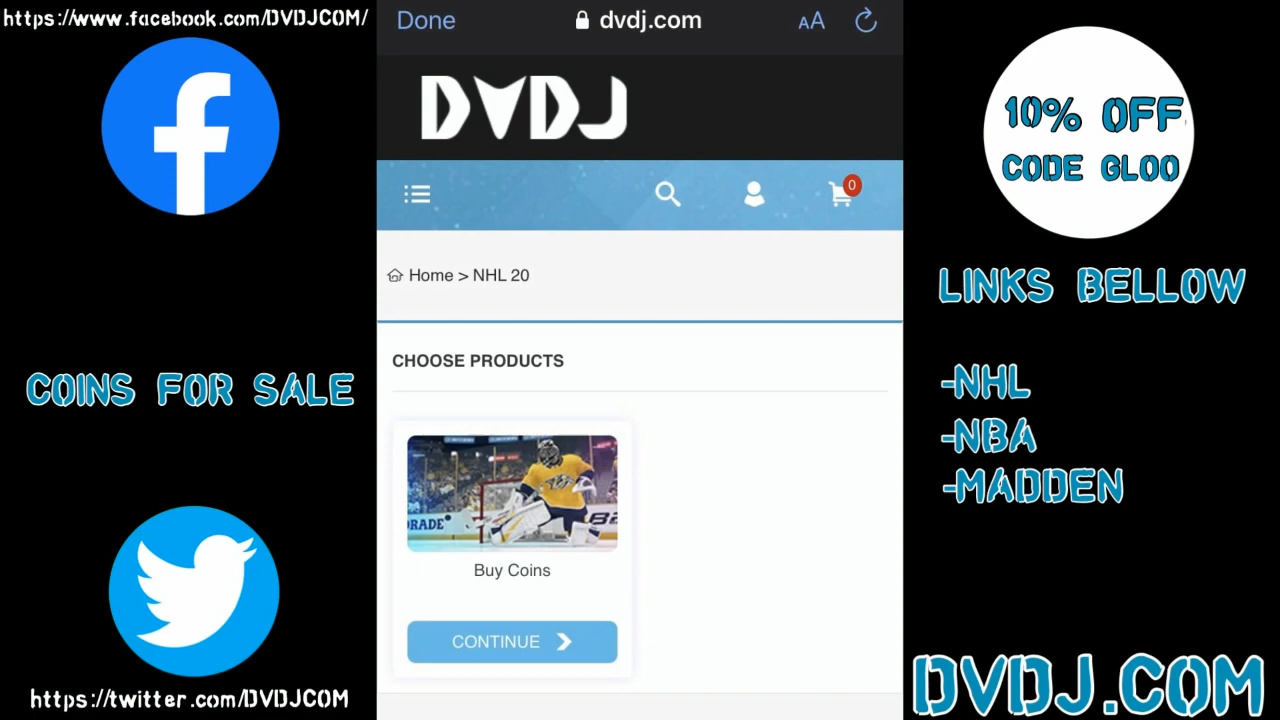 https://www.facebook.com/DVDJCOM/
COINS FOR SALE
https://twitter.com/DVDJCOM
Done
dvdj.com
AA
DVDJ
0
Home > NHL 20
CHOOSE PRODUCTS
Buy Coins
CONTINUE
10% OFF
CODE GLOO
LINKS BELLOW
-NHL
-NBA
-MADDEN
DVDJ.COM